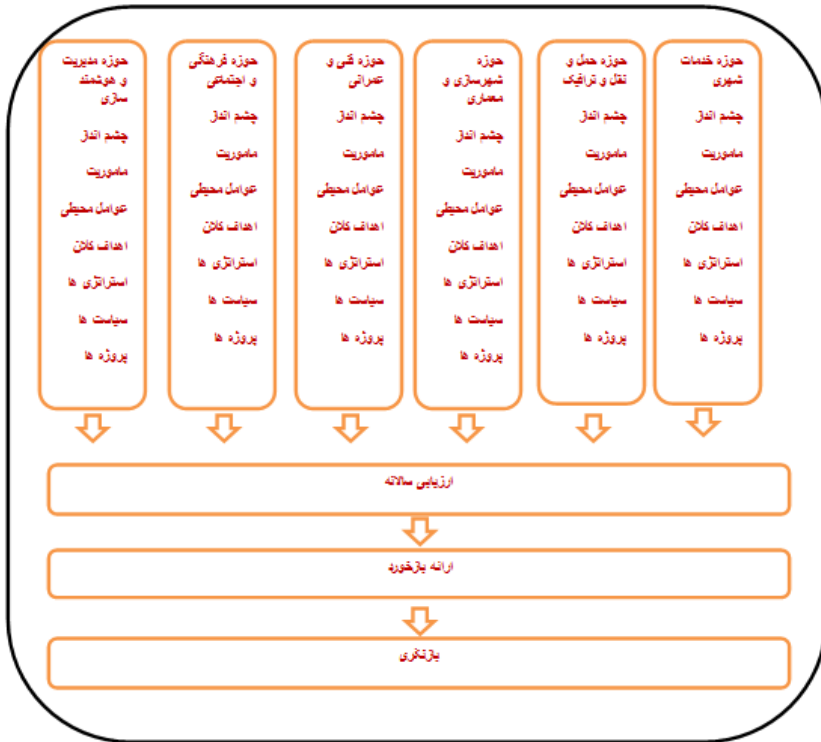 حوزه خدمات
شهری
چشم انداز
ماموریت
عوامل محیطی
اهداف کلان
استراتژی ها
سیاست ها
پروژه ها
حوزه حمل و
نقل و ترافیک
چشم انداز
ماموریت
عوامل محیطی
اهداف کلان
استراتژی ها
سیاست ها
پروژه ها
حوزه
شهرسازی و
معماری
چشم انداز
ماموریت
عوامل محیطی
اهداف کلان
استراتژی ها
سیاست ها
پروژه ها
حوزه فنی و
عمرانی
چشم انداز
ماموریت
عوامل محیطی
اهداف کلان
استراتژی ها
سیاست ها
پروژه ها
حوزه فرهنگی
و اجتماعی
چشم انداز
ماموریت
عوامل محیطی
اهداف کلان
استراتژی ها
سیاست ها
پروژه ها
حوزه مدیریت
و هوشمند
سازی
چشم انداز
ماموریت
عوامل محیطی
اهداف کلان
استراتژی ها
سیاست ها
پروژه ها
ارزیابی سالانه
ارائه بازخورد
بازنگری